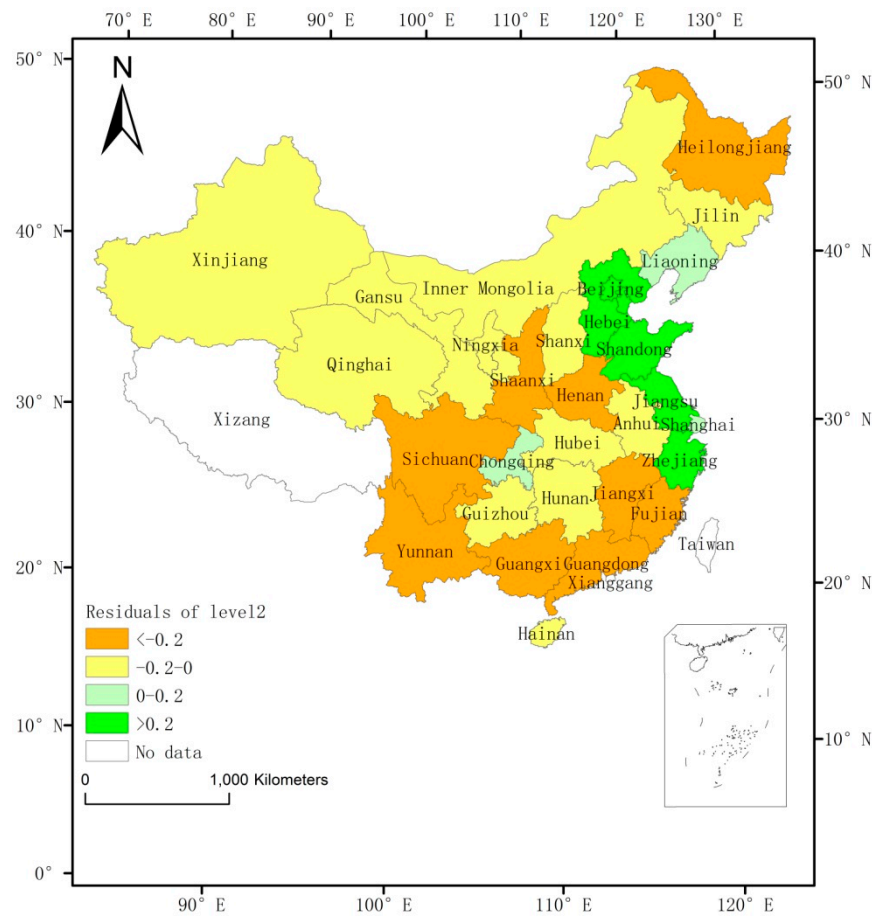 70° E 80° E 90° E 100° E 110° E 120° E 130° E
50° N
50° N
N
Heilongjiang
Jilin
40° N
40° N
Liaoning
Xinjiang
Beijing
Inner Mongolia
Gansu
Hebei
Ningxia
Shanxi
Shandong
Qinghai
Shaanxi
Henan
30° N
Jiangsu
30° N
Xizang
Anhui
Shanghai
Hubei
Sichuan
Chongqing
Zhejiang
Hunan
Jiangxi
Guizhou
Fujian
Yunnan
Taiwan
Guangxi
Guangdong
20° N
Xianggang
20° N
Hainan
Residuals of level2
<-0.2
-0.2-0
0-0.2
>0.2
No data
10° N
10° N
0 1,000 Kilometers
0°
90° E 100° E 110° E 120° E